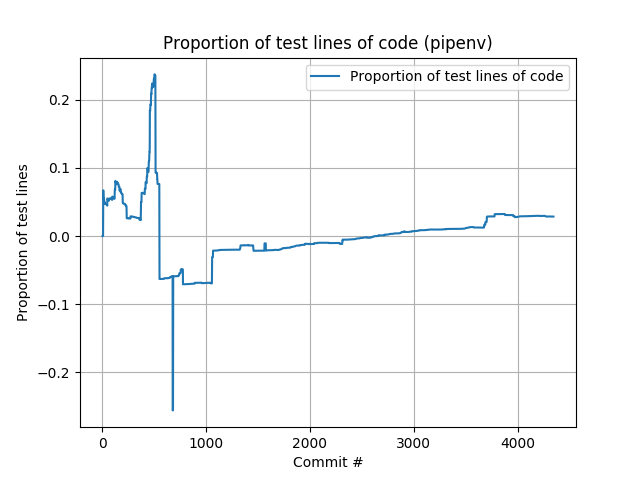 Proportion of test lines of code (pipenv)
Proportion of test lines of code
0.2
0.1
0.0
−0.1
−0.2
Proportion of test lines
0
1000
2000
3000
4000
Commit #